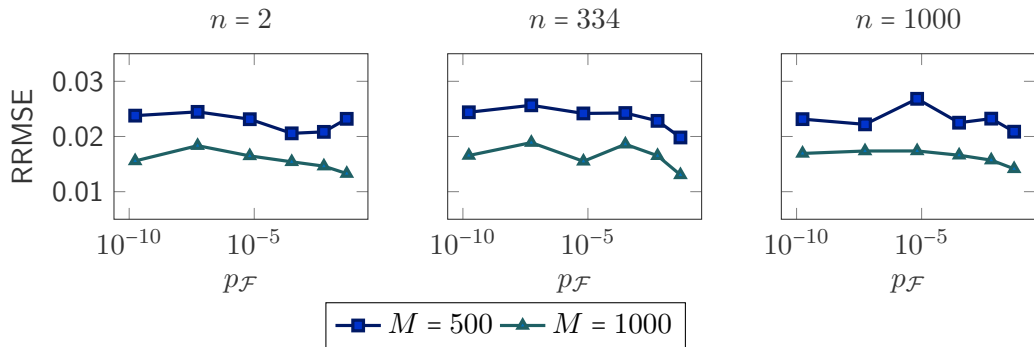 n = 2
n = 334
n = 1000
RRMSE
0.03
0.02
0.01
10⁻¹⁰ 10⁻⁵
10⁻¹⁰ 10⁻⁵
10⁻¹⁰ 10⁻⁵
p_ℱ
p_ℱ
p_ℱ
M = 500 M = 1000